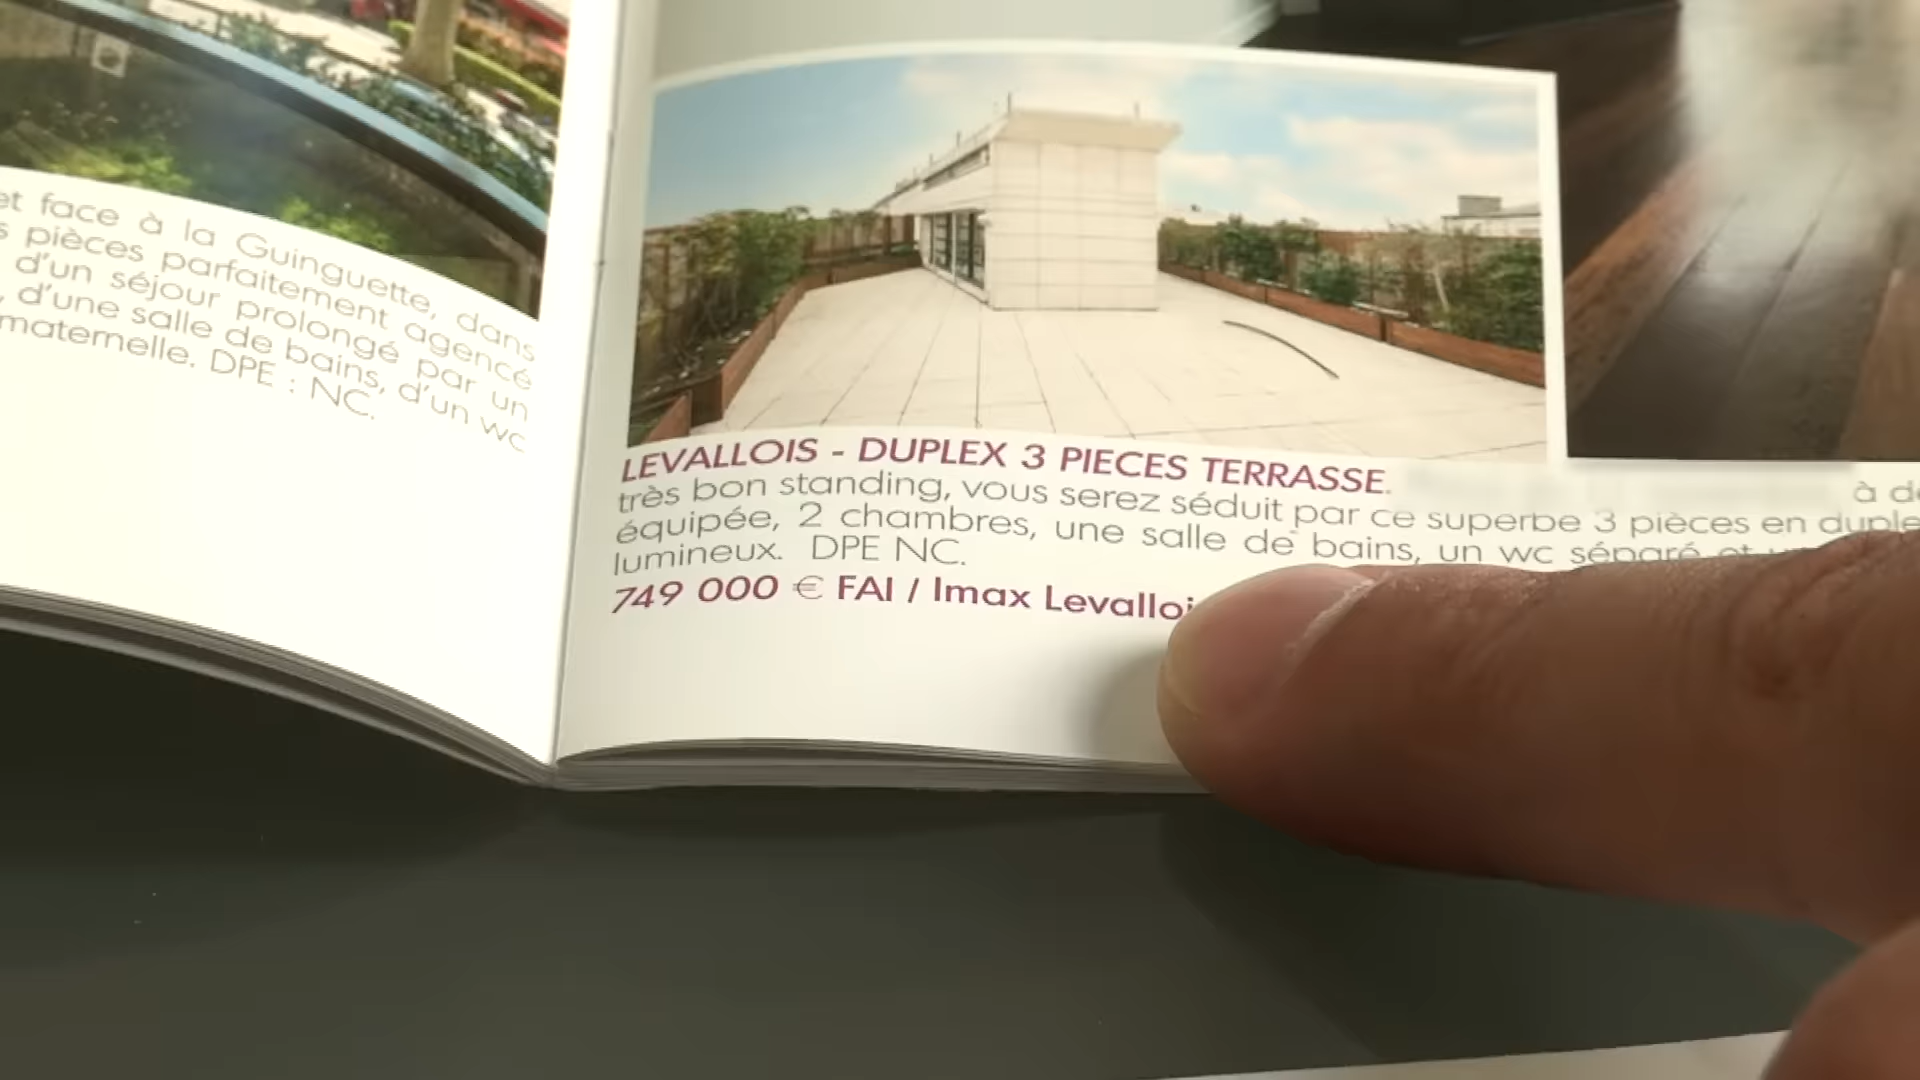 et face à la Guinguette, dans
pièces parfaitement agencé
d'un séjour prolongé par un
d'une salle de bains, d'un wc
maternelle. DPE : NC.
LEVALLOIS - DUPLEX 3 PIECES TERRASSE.
très bon standing, vous serez séduit par ce superbe 3 pièces en duple
équipée, 2 chambres, une salle de bains, un wc séparé et
lumineux. DPE NC.
749 000 € FAI / Imax Levallois